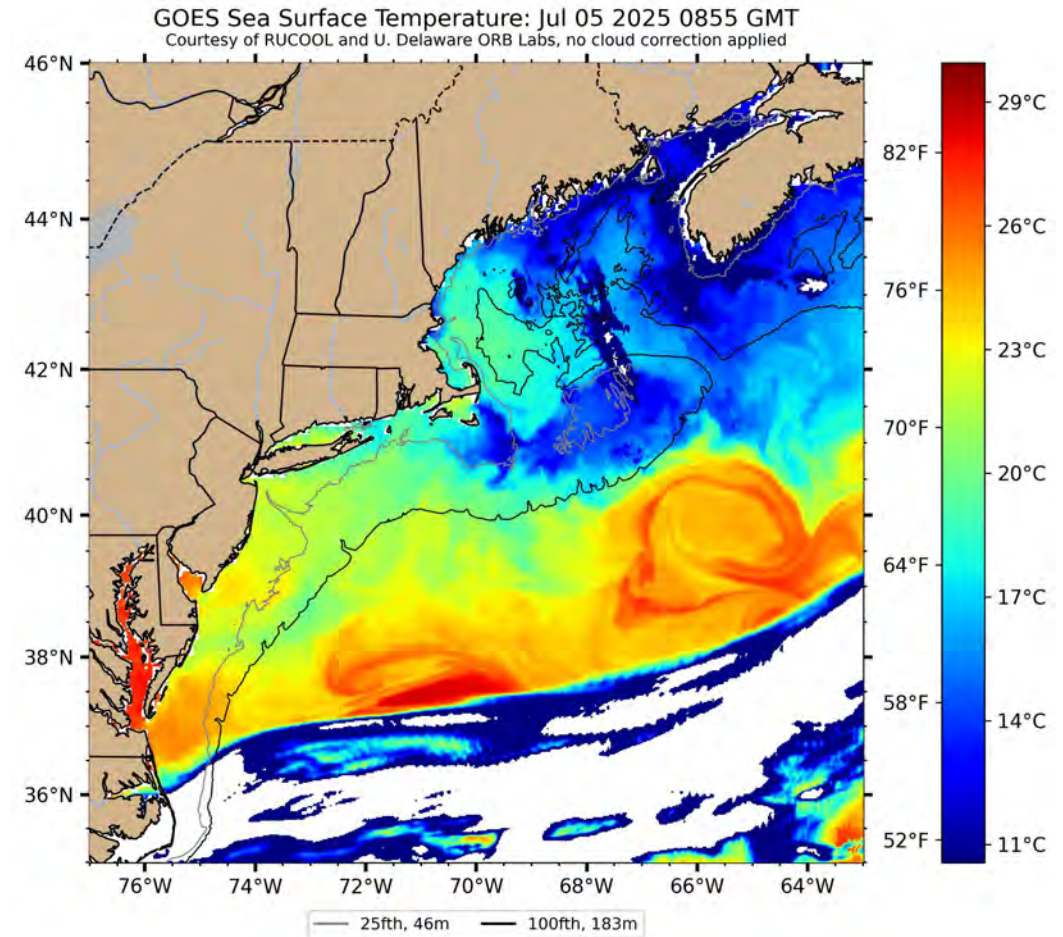 GOES Sea Surface Temperature: Jul 05 2025 0855 GMT
Courtesy of RUCOOL and U. Delaware ORB Labs, no cloud correction applied
46°N
44°N
42°N
40°N
38°N
36°N
76°W
74°W
72°W
70°W
68°W
66°W
64°W
82°F
76°F
70°F
64°F
58°F
52°F
29°C
26°C
23°C
20°C
17°C
14°C
11°C
25fth, 46m
100fth, 183m